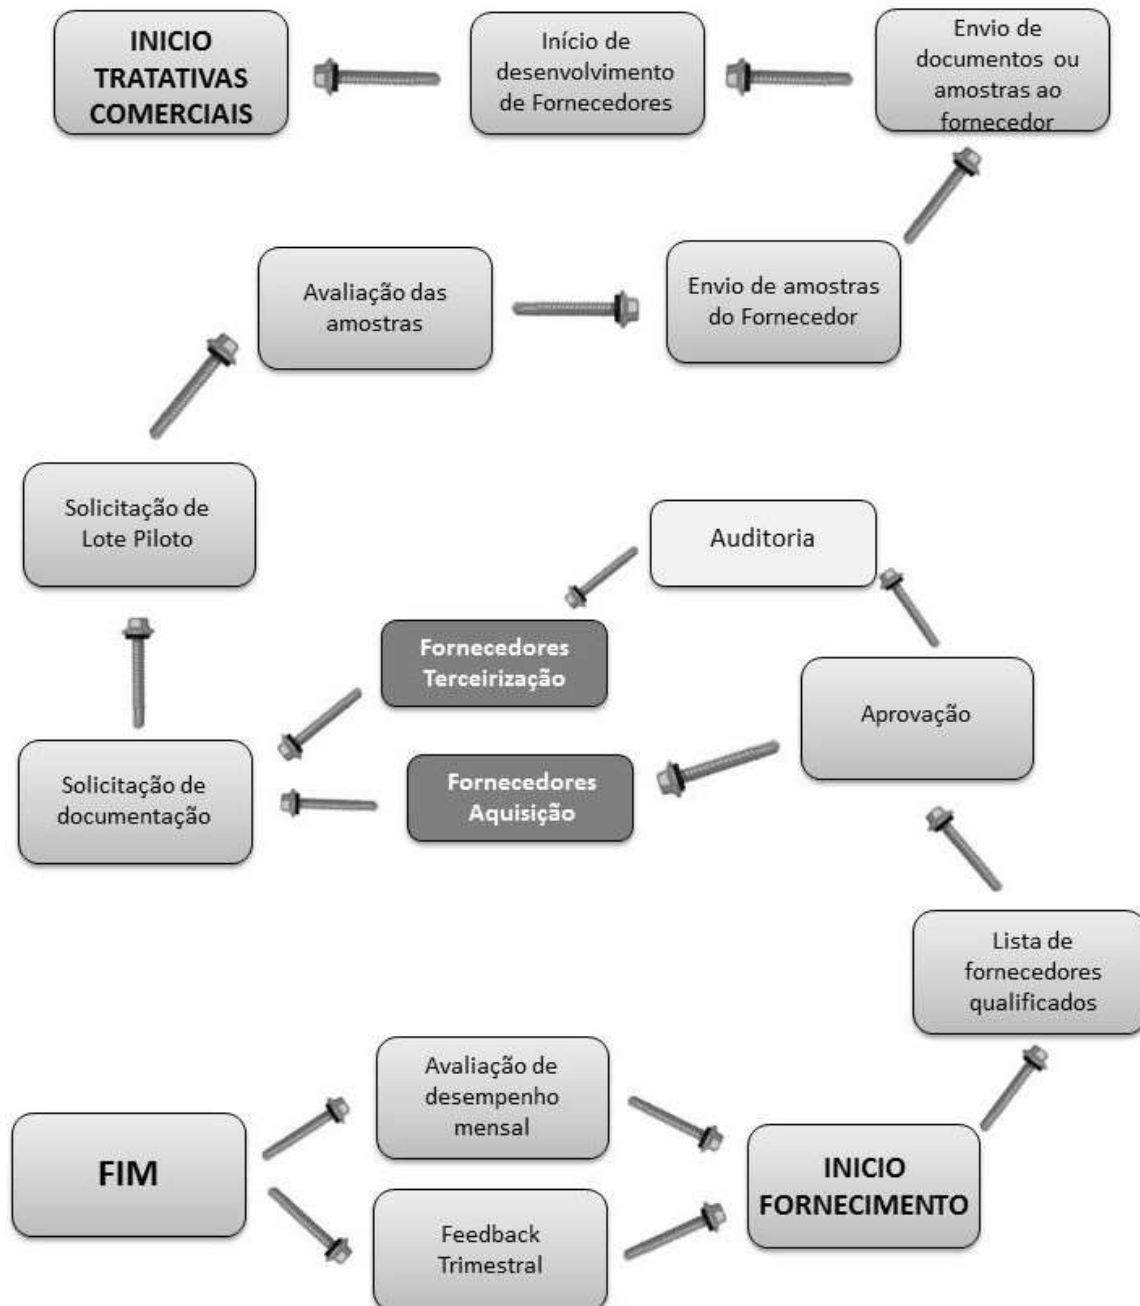 INICIO
TRATATIVAS
COMERCIAIS
Início de
desenvolvimento
de Fornecedores
Envio de
documentos ou
amostras ao
fornecedor
Avaliação das
amostras
Envio de amostras
do Fornecedor
Solicitação de
Lote Piloto
Auditoria
Fornecedores
Terceirização
Aprovação
Solicitação de
documentação
Fornecedores
Aquisição
Lista de
fornecedores
qualificados
Avaliação de
desempenho
mensal
FIM
INICIO
FORNECIMENTO
Feedback
Trimestral